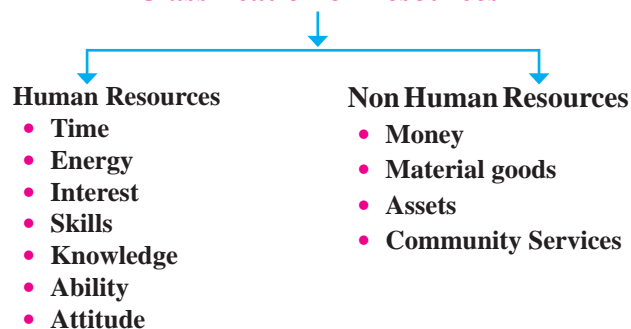 Human Resources
• Time
• Energy
• Interest
• Skills
• Knowledge
• Ability
• Attitude
Non Human Resources
• Money
• Material goods
• Assets
• Community Services